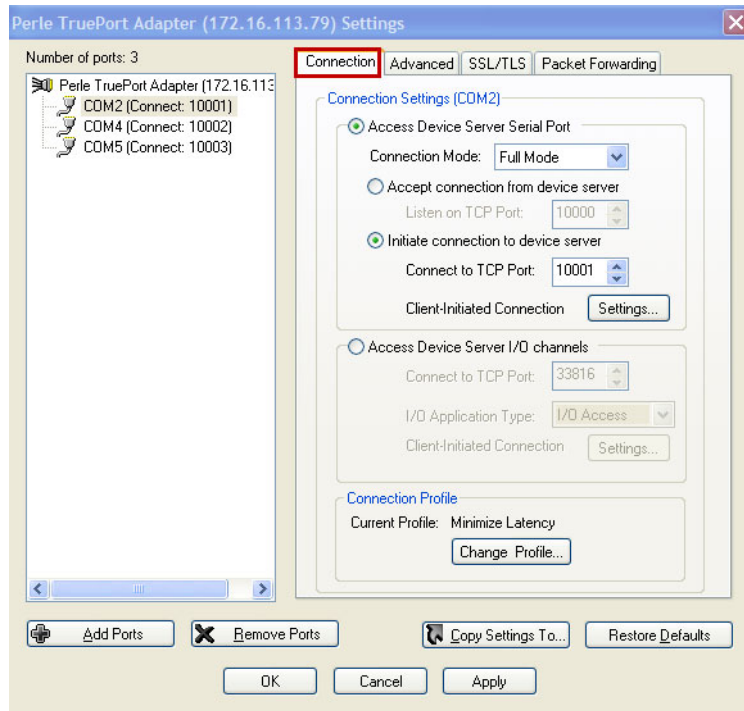 Perle TruePort Adapter (172.16.113.79) Settings
Number of ports: 3
Perle TruePort Adapter (172.16.113
COM2 (Connect: 10001)
COM4 (Connect: 10002)
COM5 (Connect: 10003)
Connection Advanced SSL/TLS Packet Forwarding
Connection Settings (COM2)
Access Device Server Serial Port
Connection Mode: Full Mode
Accept connection from device server
Listen on TCP Port: 10000
Initiate connection to device server
Connect to TCP Port: 10001
Client-Initiated Connection Settings...
Access Device Server I/O channels
Connect to TCP Port: 33816
I/O Application Type: I/O Access
Client-Initiated Connection Settings...
Connection Profile
Current Profile: Minimize Latency
Change Profile...
Add Ports Remove Ports Copy Settings To... Restore Defaults
OK Cancel Apply